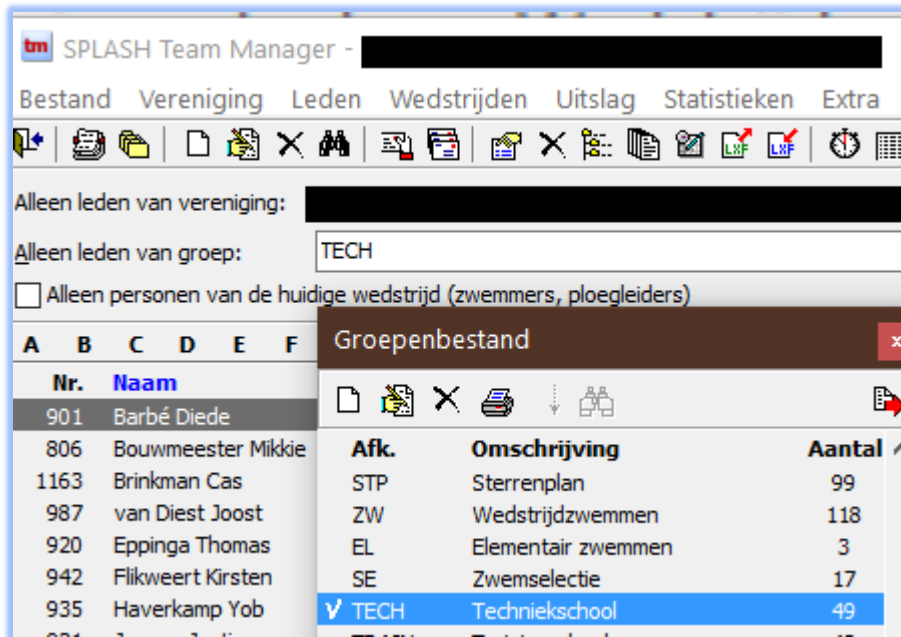 tm SPLASH Team Manager -
Bestand Vereniging Leden Wedstrijden Uitslag Statistieken Extra
LXF LXF
Alleen leden van vereniging:
Alleen leden van groep: TECH
Alleen personen van de huidige wedstrijd (zwemmers, ploegleiders)
A B C D E F
Nr. Naam
901 Barbé Diede
806 Bouwmeester Mikkie
1163 Brinkman Cas
987 van Diest Joost
920 Eppinga Thomas
942 Flikweert Kirsten
935 Haverkamp Yob
Groepenbestand
Afk. Omschrijving Aantal
STP Sterrenplan 99
ZW Wedstrijdzwemmen 118
EL Elementair zwemmen 3
SE Zwemselectie 17
TECH Techniekschool 49